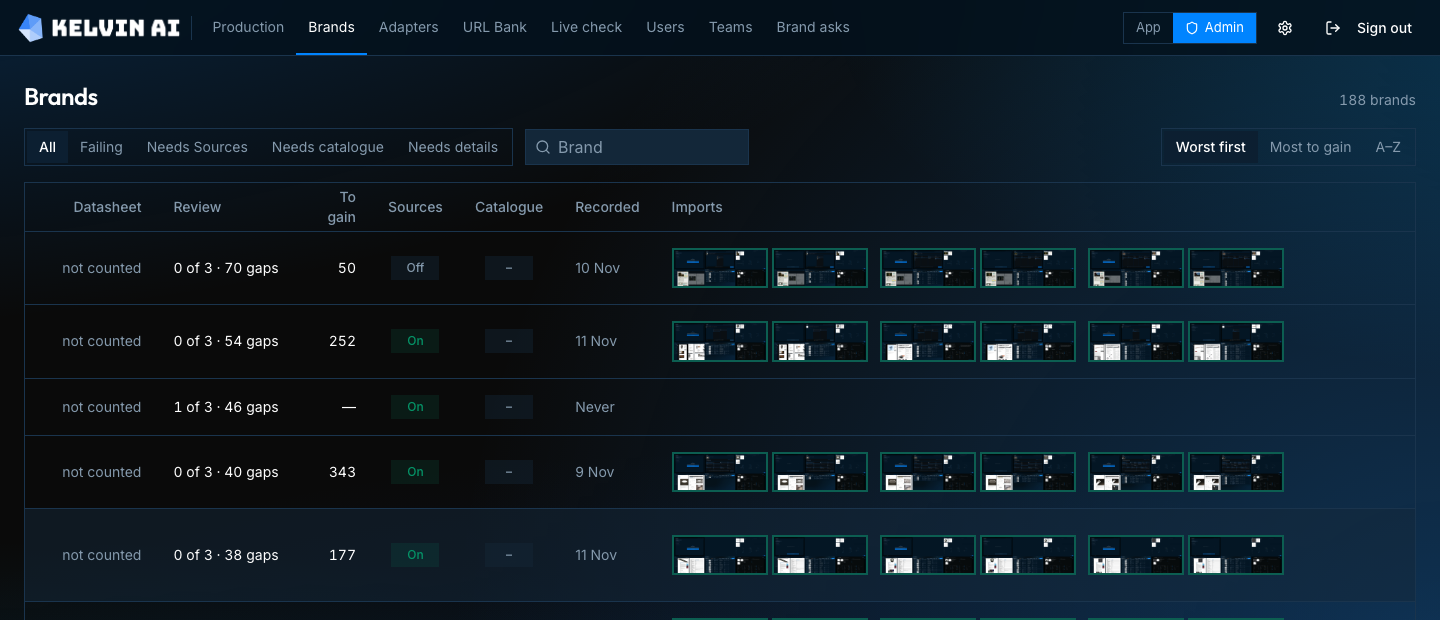 KELVIN AI
Production Brands Adapters URL Bank Live check Users Teams Brand asks
App Admin Sign out
Brands
188 brands
All Failing Needs Sources Needs catalogue Needs details
Brand
Worst first Most to gain A–Z
Datasheet Review To gain Sources Catalogue Recorded Imports
not counted 0 of 3 · 70 gaps 50 Off – 10 Nov
not counted 0 of 3 · 54 gaps 252 On – 11 Nov
not counted 1 of 3 · 46 gaps — On – Never
not counted 0 of 3 · 40 gaps 343 On – 9 Nov
not counted 0 of 3 · 38 gaps 177 On – 11 Nov